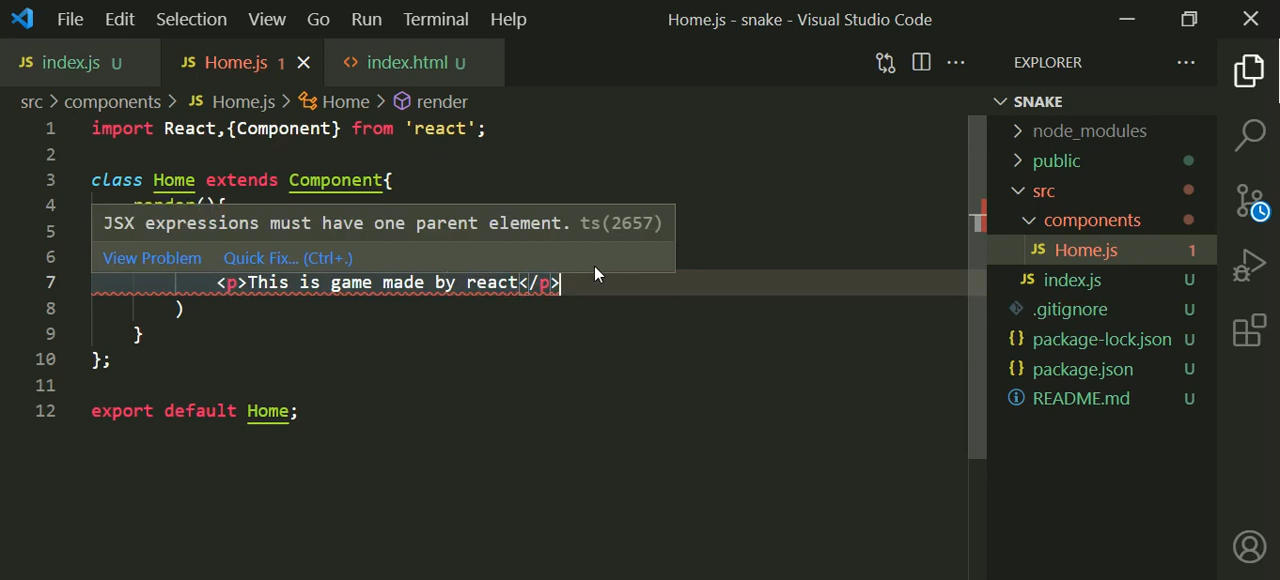 File Edit Selection View Go Run Terminal Help Home.js - snake - Visual Studio Code
JS index.js U JS Home.js 1 <> index.html U
src > components > JS Home.js > Home > render
1 import React,{Component} from 'react';
2
3 class Home extends Component{
4 render(){
5
6
JSX expressions must have one parent element. ts(2657)
View Problem Quick Fix... (Ctrl+.)
7 <p>This is game made by react</p>
8 )
9 }
10 };
11
12 export default Home;
EXPLORER
SNAKE
node_modules
public
src
components
JS Home.js 1
JS index.js U
.gitignore U
{} package-lock.json U
{} package.json U
README.md U